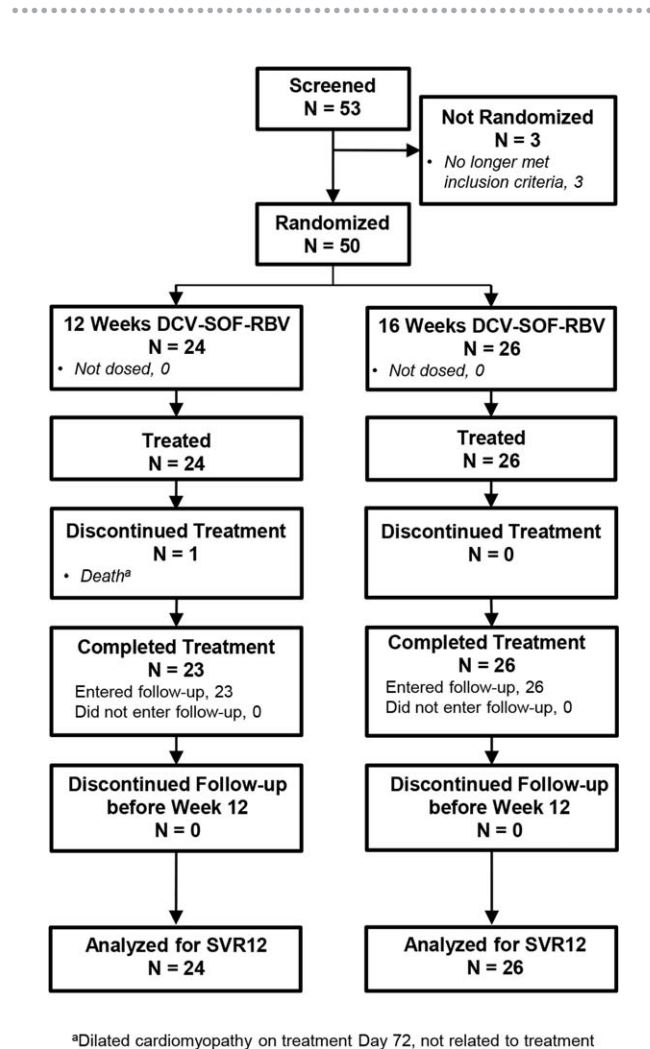 Screened
N = 53
Not Randomized
N = 3
• No longer met
inclusion criteria, 3
Randomized
N = 50
12 Weeks DCV-SOF-RBV
N = 24
• Not dosed, 0
16 Weeks DCV-SOF-RBV
N = 26
• Not dosed, 0
Treated
N = 24
Treated
N = 26
Discontinued Treatment
N = 1
• Deathᵃ
Discontinued Treatment
N = 0
Completed Treatment
N = 23
Entered follow-up, 23
Did not enter follow-up, 0
Completed Treatment
N = 26
Entered follow-up, 26
Did not enter follow-up, 0
Discontinued Follow-up
before Week 12
N = 0
Discontinued Follow-up
before Week 12
N = 0
Analyzed for SVR12
N = 24
Analyzed for SVR12
N = 26
ᵃDilated cardiomyopathy on treatment Day 72, not related to treatment